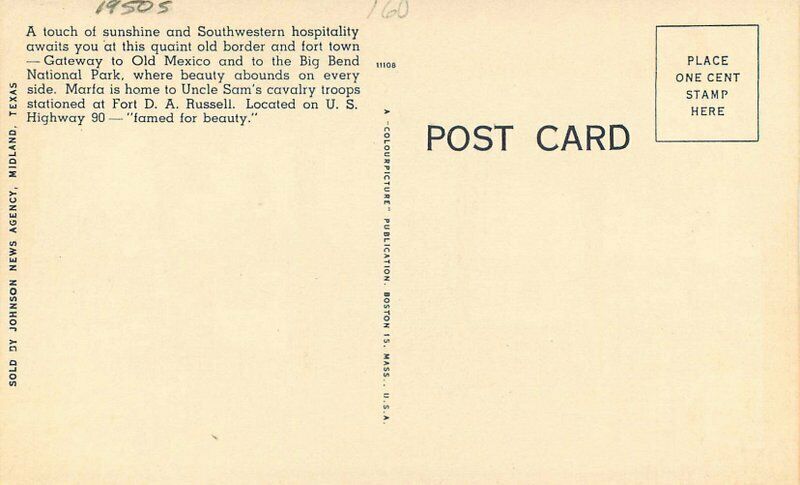 1950s
160
A touch of sunshine and Southwestern hospitality
awaits you at this quaint old border and fort town
— Gateway to Old Mexico and to the Big Bend
National Park, where beauty abounds on every
side. Marfa is home to Uncle Sam's cavalry troops
stationed at Fort D. A. Russell. Located on U. S.
Highway 90 — "famed for beauty."
SOLD BY JOHNSON NEWS AGENCY, MIDLAND, TEXAS
11108
A "COLOURPICTURE" PUBLICATION, BOSTON 15, MASS., U.S.A.
POST CARD
PLACE
ONE CENT
STAMP
HERE